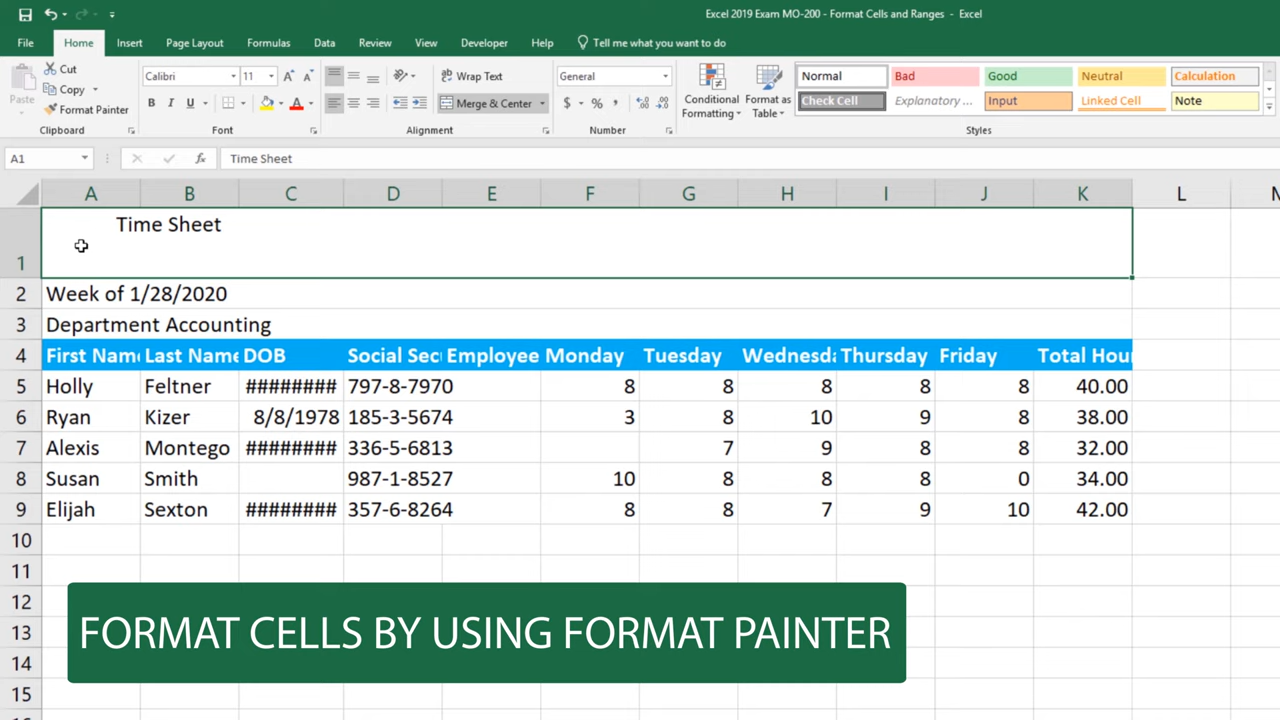 Excel 2019 Exam MO-200 - Format Cells and Ranges - Excel
File Home Insert Page Layout Formulas Data Review View Developer Help Tell me what you want to do
Cut
Copy
Format Painter
Paste
Clipboard
Calibri 11
B I U A
Font
Wrap Text
Merge & Center
Alignment
General
$ % ,
Number
Conditional Formatting
Format as Table
Normal Bad Good Neutral Calculation
Check Cell Explanatory ... Input Linked Cell Note
Styles
A1 fx Time Sheet
A B C D E F G H I J K L
1 Time Sheet
2 Week of 1/28/2020
3 Department Accounting
4 First Name Last Name DOB Social Sec Employee Monday Tuesday Wednesda Thursday Friday Total Hou
5 Holly Feltner ######## 797-8-7970 8 8 8 8 8 40.00
6 Ryan Kizer 8/8/1978 185-3-5674 3 8 10 9 8 38.00
7 Alexis Montego ######## 336-5-6813 7 9 8 8 32.00
8 Susan Smith 987-1-8527 10 8 8 8 0 34.00
9 Elijah Sexton ######## 357-6-8264 8 8 7 9 10 42.00
10
11
12
13
14
15
FORMAT CELLS BY USING FORMAT PAINTER